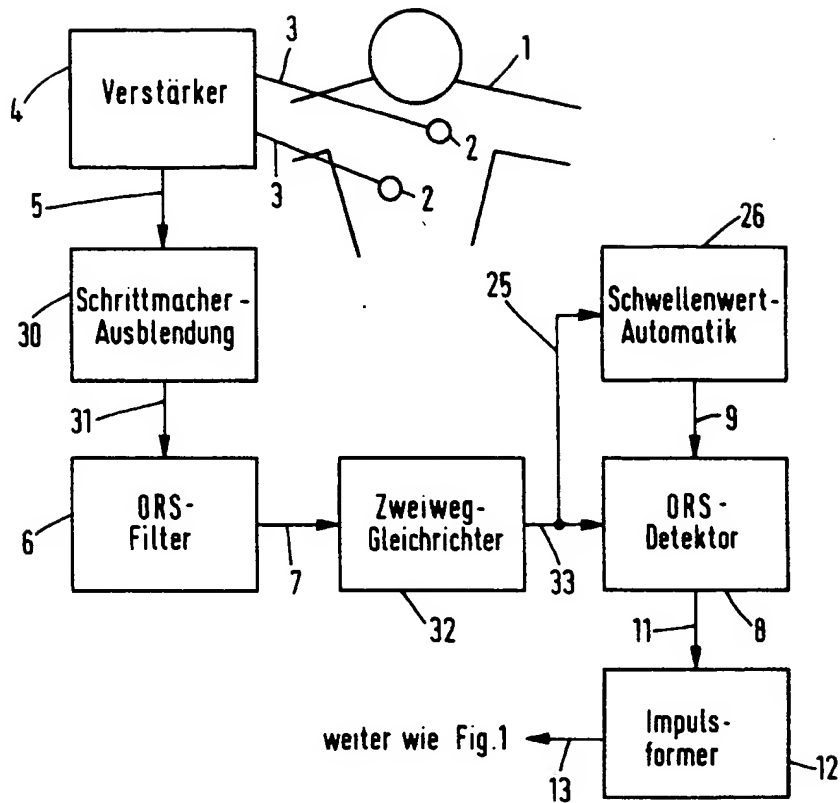 3
1
4
Verstärker
2
3
2
5
26
25
Schrittmacher-
Ausblendung
30
Schwellenwert-
Automatik
31
9
6
ORS-
Filter
Zweiweg-
Gleichrichter
ORS-
Detektor
7
33
32
11
8
weiter wie Fig.1
13
Impuls-
former
12